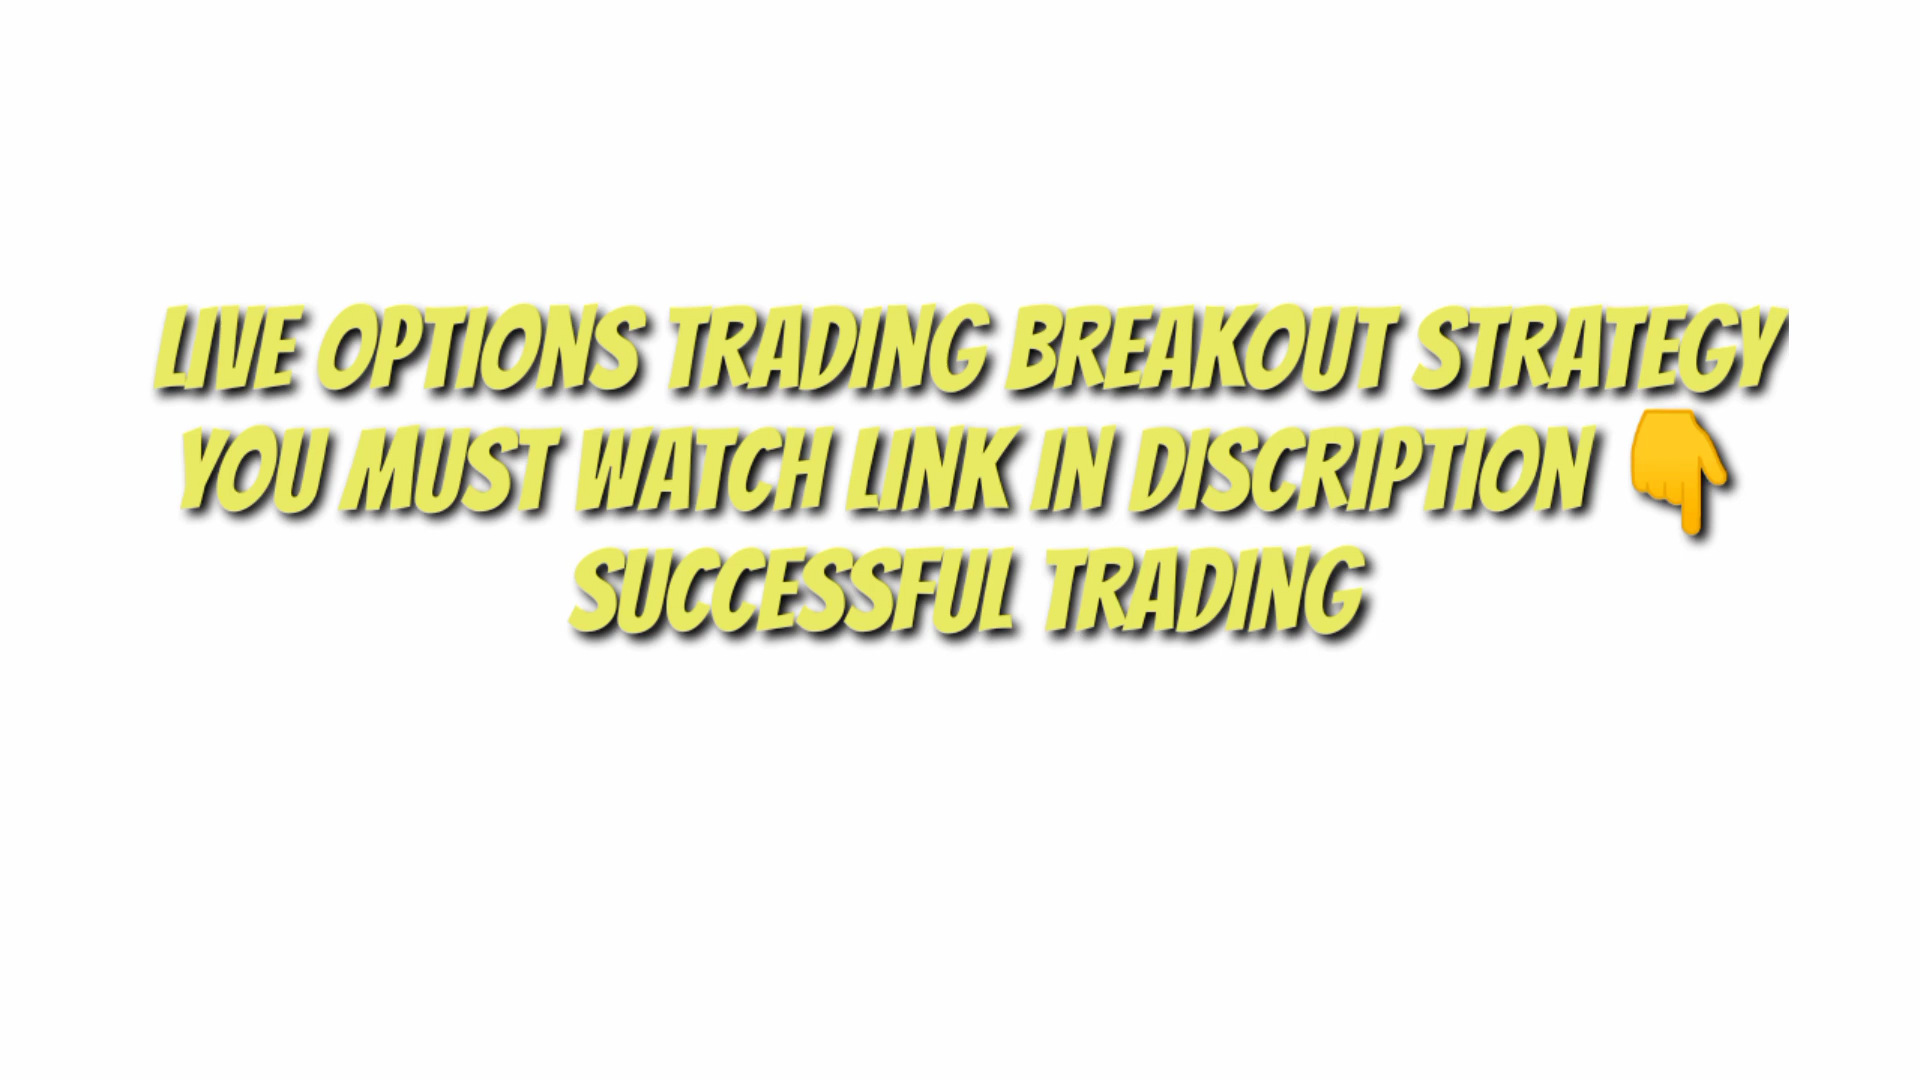 LIVE OPTIONS TRADING BREAKOUT STRATEGY
YOU MUST WATCH LINK IN DISCRIPTION 👇
SUCCESSFUL TRADING